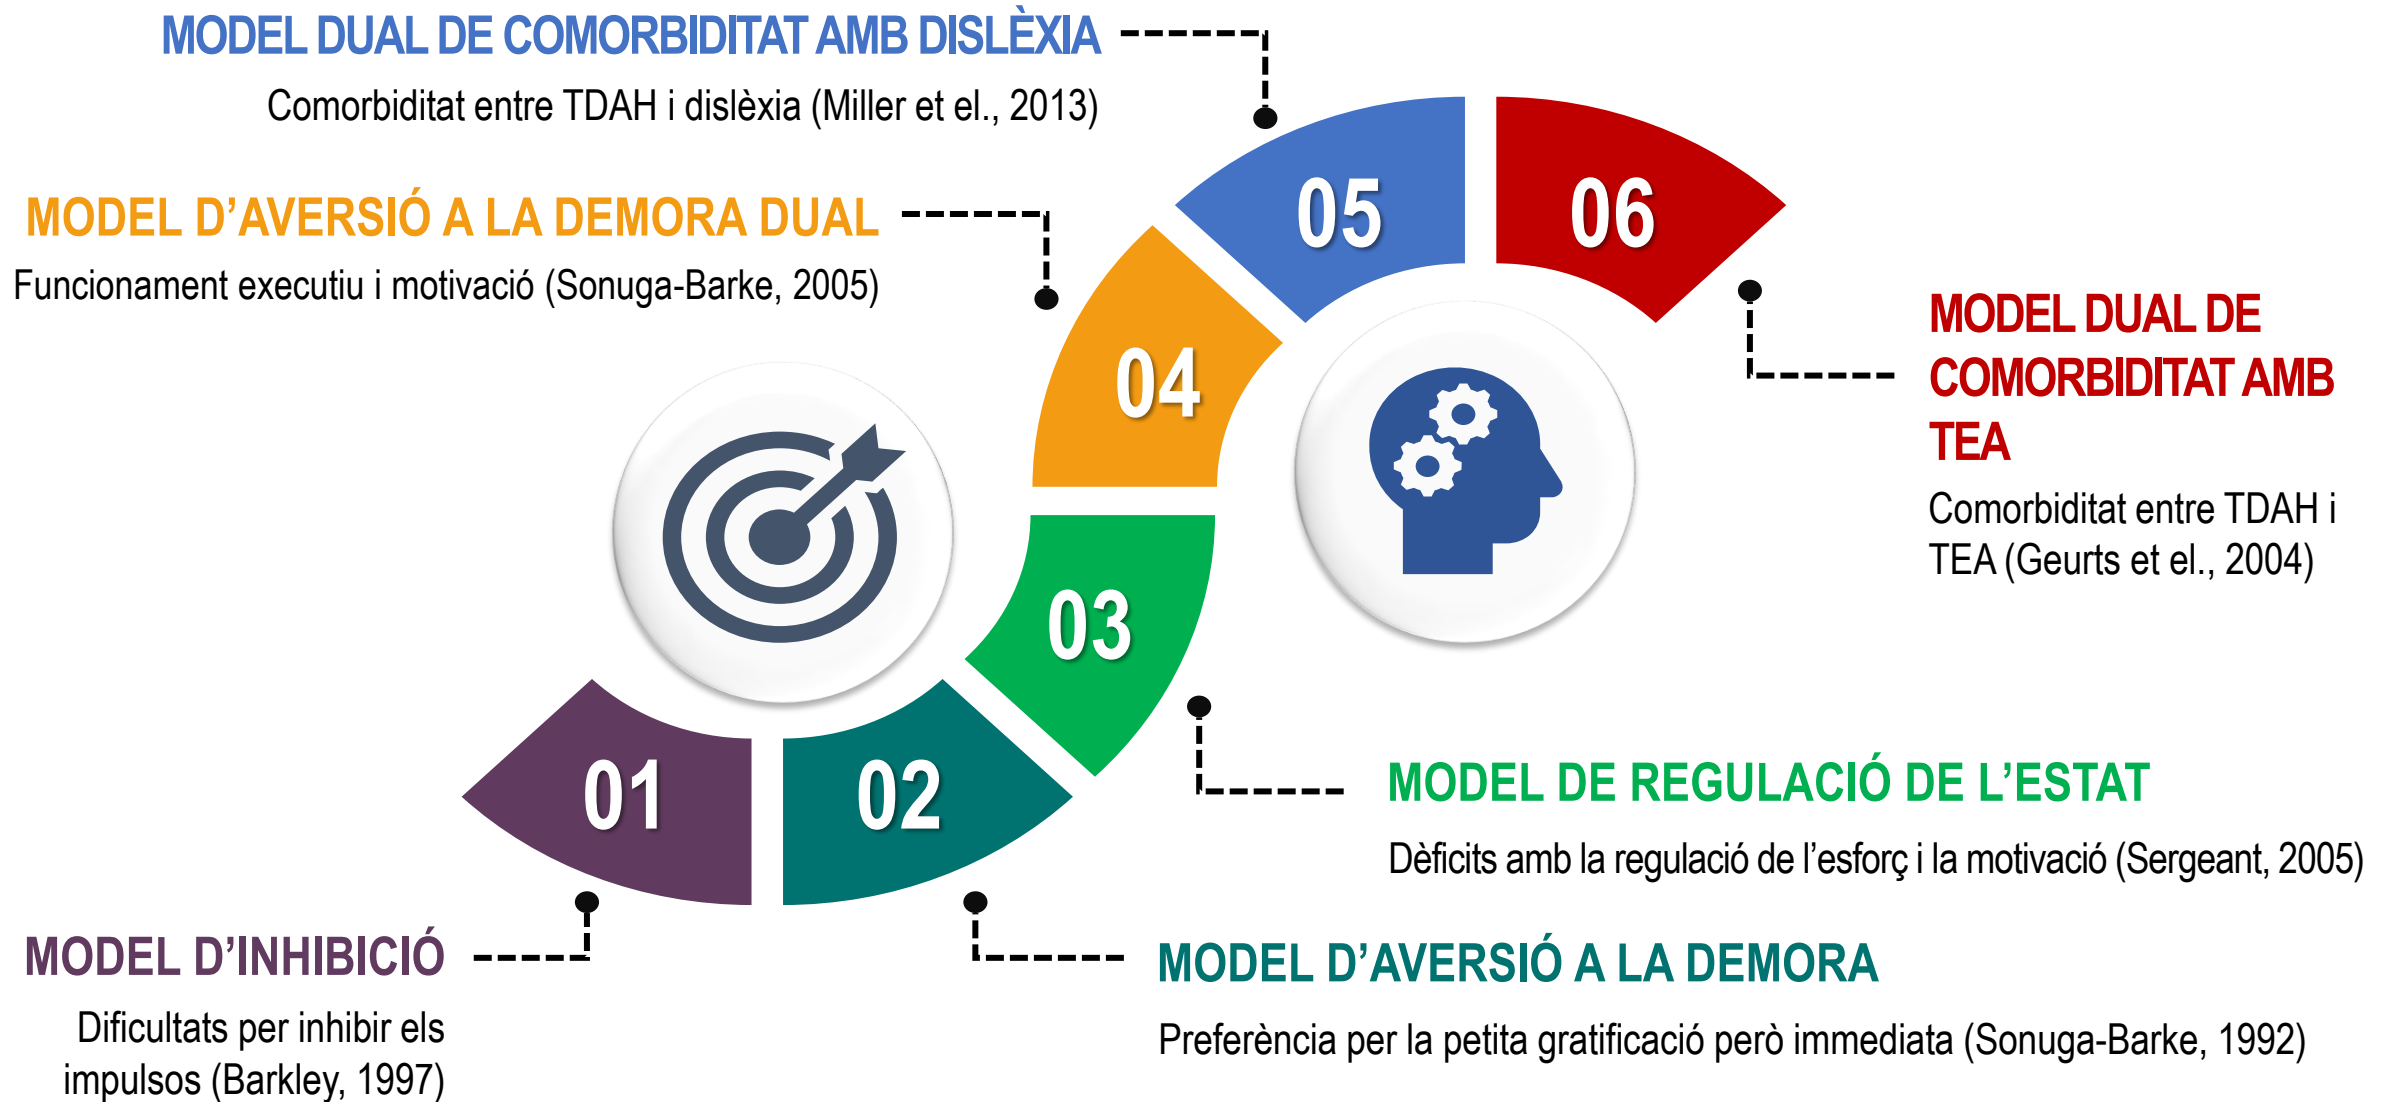 MODEL DUAL DE COMORBIDITAT AMB DISLÈXIA
Comorbiditat entre TDAH i dislèxia (Miller et el., 2013)
MODEL D’AVERSIÓ A LA DEMORA DUAL
Funcionament executiu i motivació (Sonuga-Barke, 2005)
05
06
04
03
01
02
MODEL DUAL DE
COMORBIDITAT AMB
TEA
Comorbiditat entre TDAH i
TEA (Geurts et el., 2004)
MODEL DE REGULACIÓ DE L’ESTAT
Dèficits amb la regulació de l’esforç i la motivació (Sergeant, 2005)
MODEL D’INHIBICIÓ
Dificultats per inhibir els
impulsos (Barkley, 1997)
MODEL D’AVERSIÓ A LA DEMORA
Preferència per la petita gratificació però immediata (Sonuga-Barke, 1992)